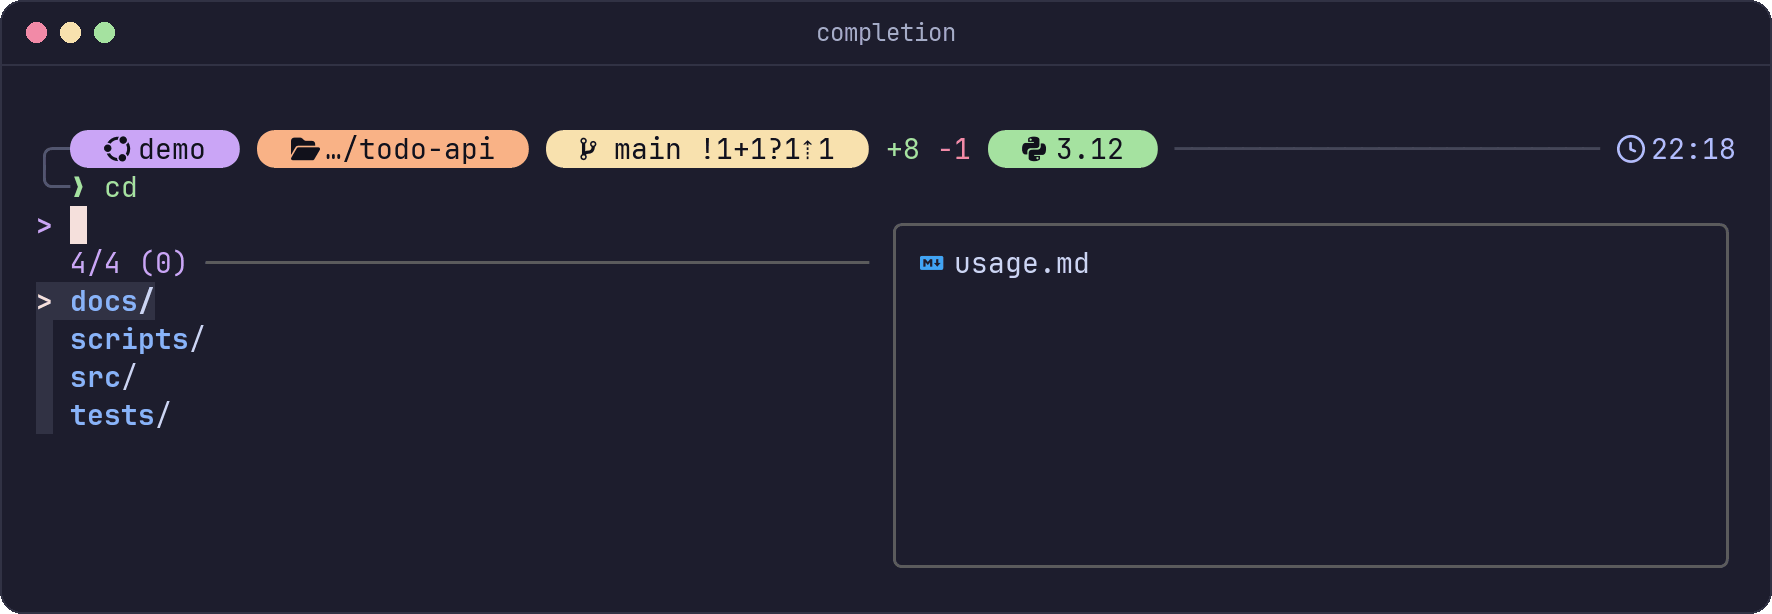 completion
demo …/todo-api main !1+1?1⇡1 +8 -1 3.12 22:18
❱ cd
>
4/4 (0)
usage.md
> docs/
scripts/
src/
tests/